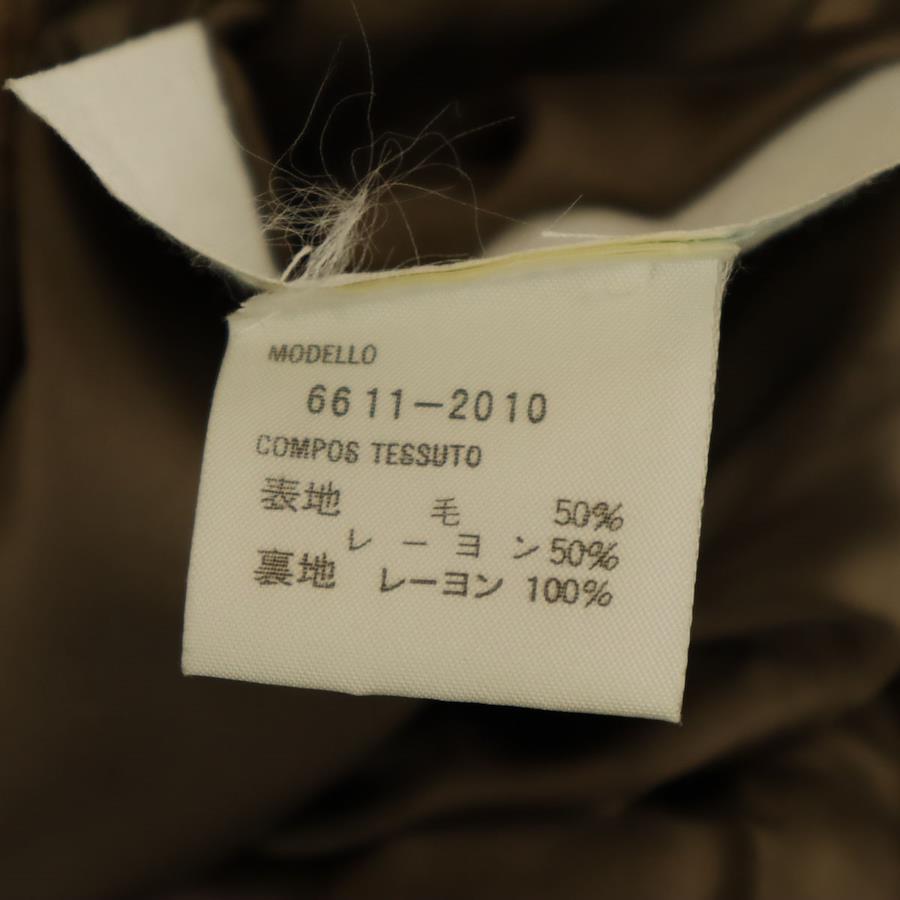 MODELLO
6611-2010
COMPOS TESSUTO
表地 毛 50%
レーヨン 50%
裏地 レーヨン 100%